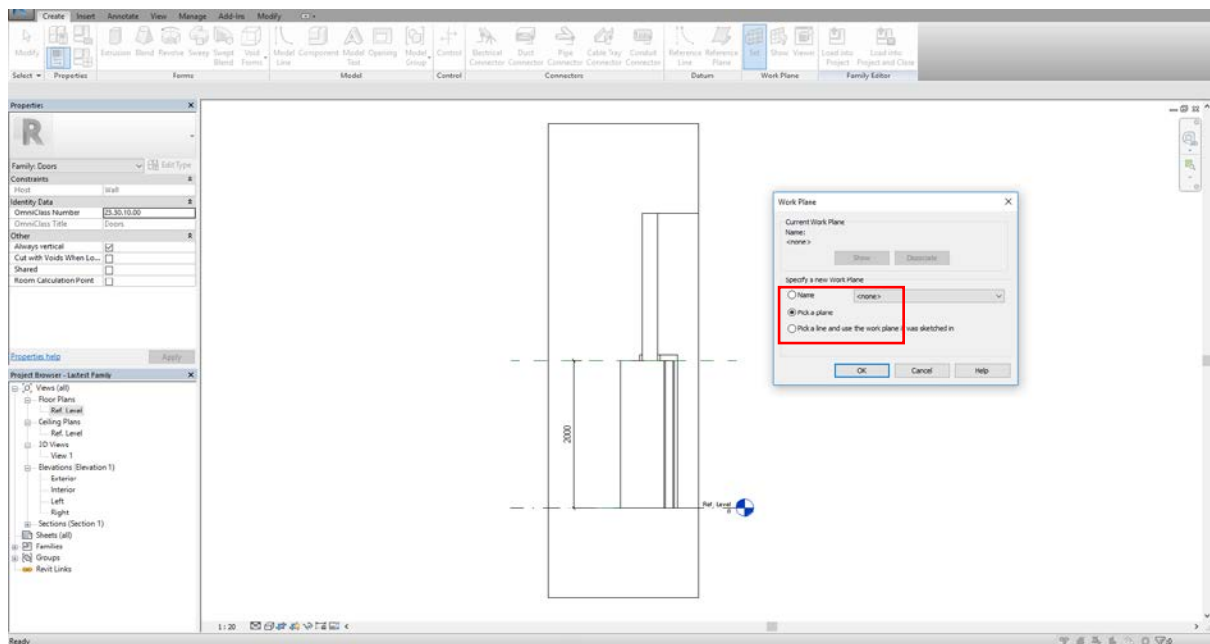 Create Insert Annotate View Manage Add-Ins Modify
Modify Extrusion Blend Revolve Sweep Swept Blend Void Forms Model Line Component Model Text Opening Model Group Control Electrical Connector Duct Connector Pipe Connector Cable Tray Connector Conduit Connector Reference Line Reference Plane Set Show Viewer Load into Project Load into Project and Close
Select Properties Forms Model Control Connectors Datum Work Plane Family Editor
Properties
R
Family: Doors Edit Type
Constraints
Host Wall
Identity Data
OmniClass Number 23.30.10.00
OmniClass Title Doors
Other
Always vertical
Cut with Voids When Lo...
Shared
Room Calculation Point
Properties help Apply
Project Browser - Lastest Family
Views (all)
Floor Plans
Ref. Level
Ceiling Plans
Ref. Level
3D Views
View 1
Elevations (Elevation 1)
Exterior
Interior
Left
Right
Sections (Section 1)
Sheets (all)
Families
Groups
Revit Links
2000
Ref. Level
Work Plane
Current Work Plane
Name:
<none>
Show Dissociate
Specify a new Work Plane
Name <none>
Pick a plane
Pick a line and use the work plane it was sketched in
OK Cancel Help
1 : 20
Ready